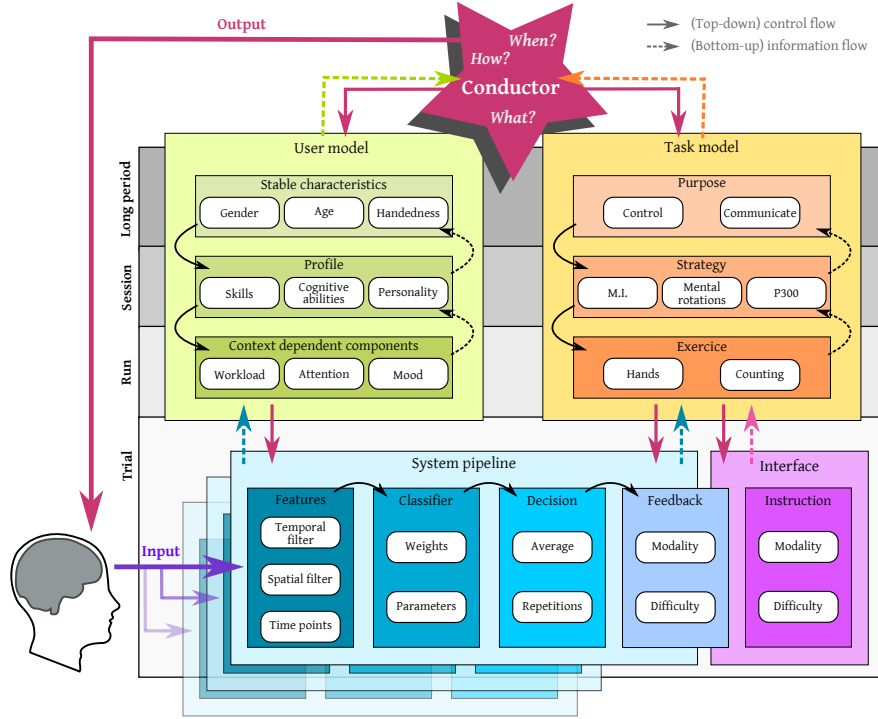 Output
When?
How?
Conductor
What?
(Top-down) control flow
(Bottom-up) information flow
Long period
Session
Run
Trial
User model
Stable characteristics
Gender
Age
Handedness
Profile
Skills
Cognitive
abilities
Personality
Context dependent components
Workload
Attention
Mood
Task model
Purpose
Control
Communicate
Strategy
M.I.
Mental
rotations
P300
Exercice
Hands
Counting
Input
System pipeline
Features
Temporal
filter
Spatial filter
Time points
Classifier
Weights
Parameters
Decision
Average
Repetitions
Feedback
Modality
Difficulty
Interface
Instruction
Modality
Difficulty